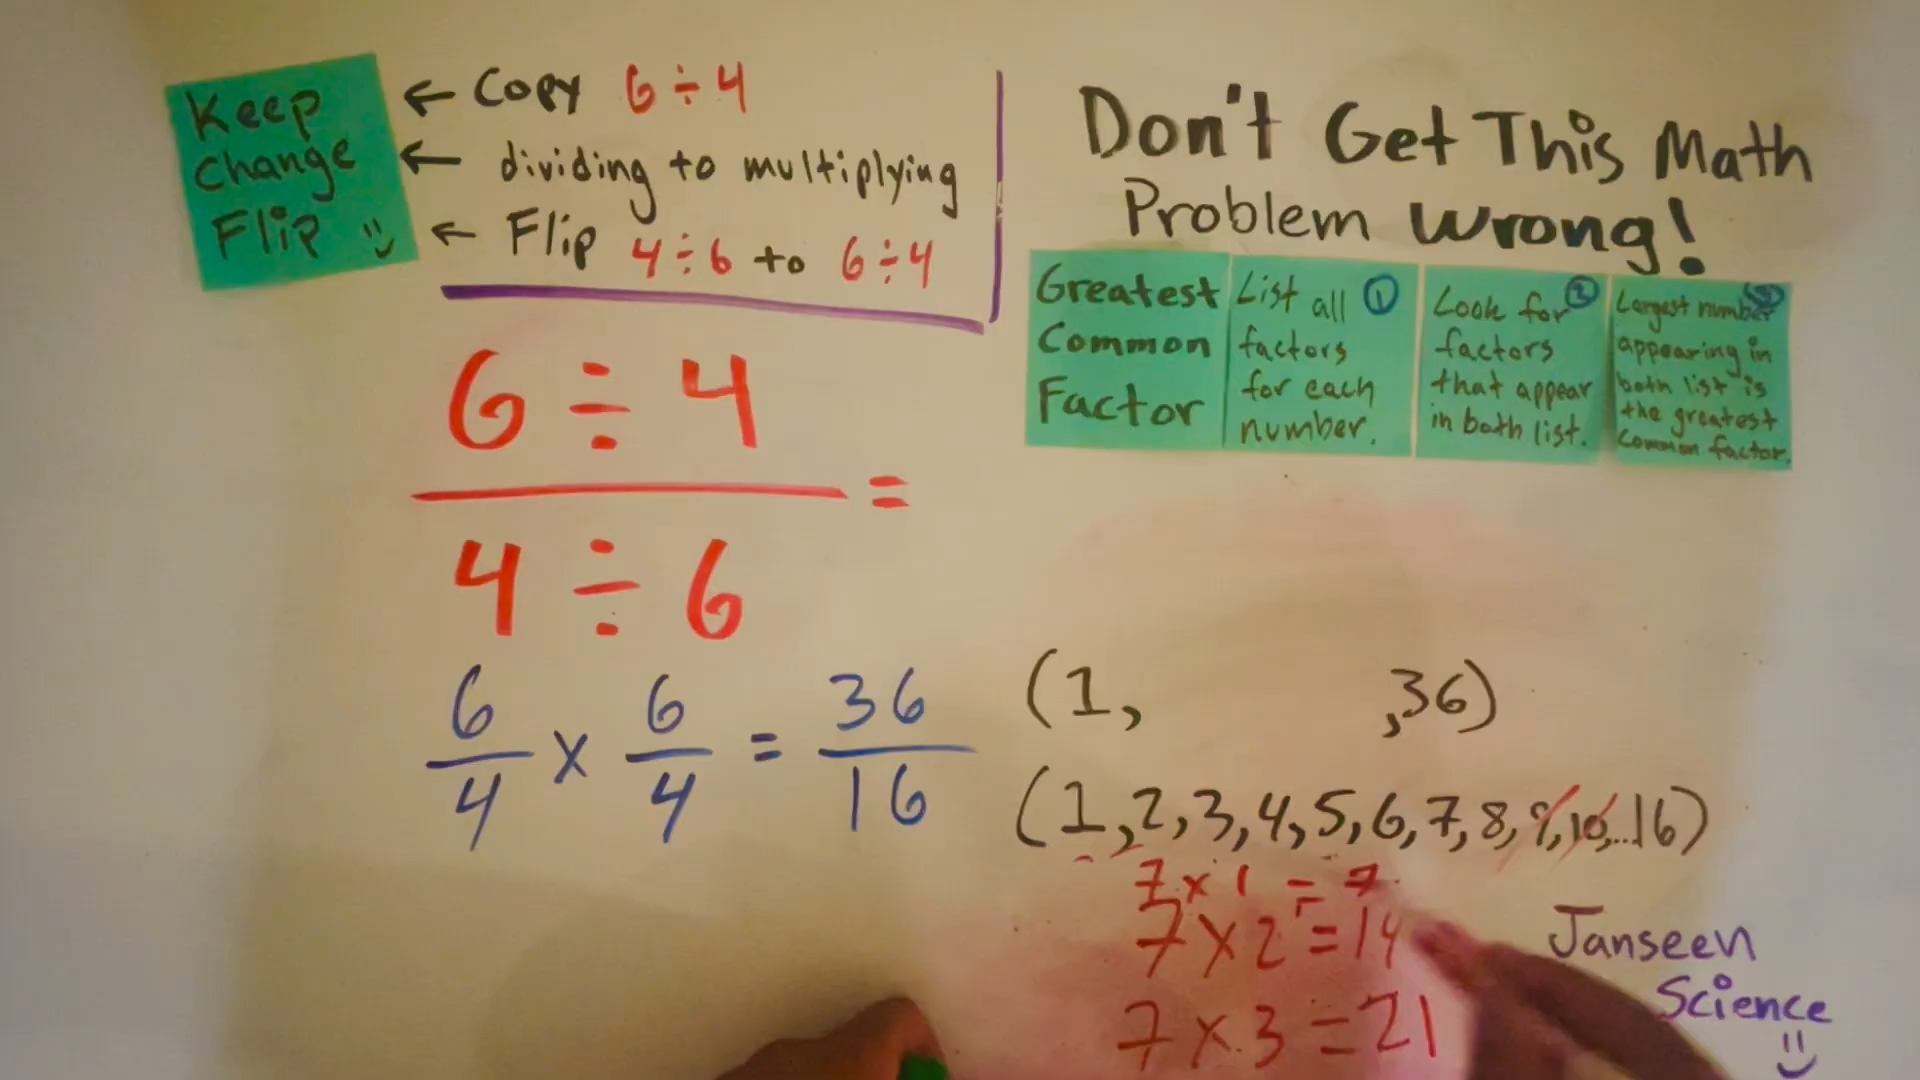 Keep
Change
Flip
← Copy 6 ÷ 4
← dividing to multiplying
← Flip 4 ÷ 6 to 6 ÷ 4
Don't Get This Math
Problem Wrong!
Greatest
Common
Factor
List all ①
factors
for each
number.
Look for ②
factors
that appear
in both list.
Largest number
appearing in
both list is
the greatest
common factor.
6 ÷ 4
=
4 ÷ 6
6/4 x 6/4 = 36/16
(1, ,36)
(1,2,3,4,5,6,7,8,9,10,...16)
7 x 1 = 7
7 x 2 = 14
7 x 3 = 21
Janseen
Science